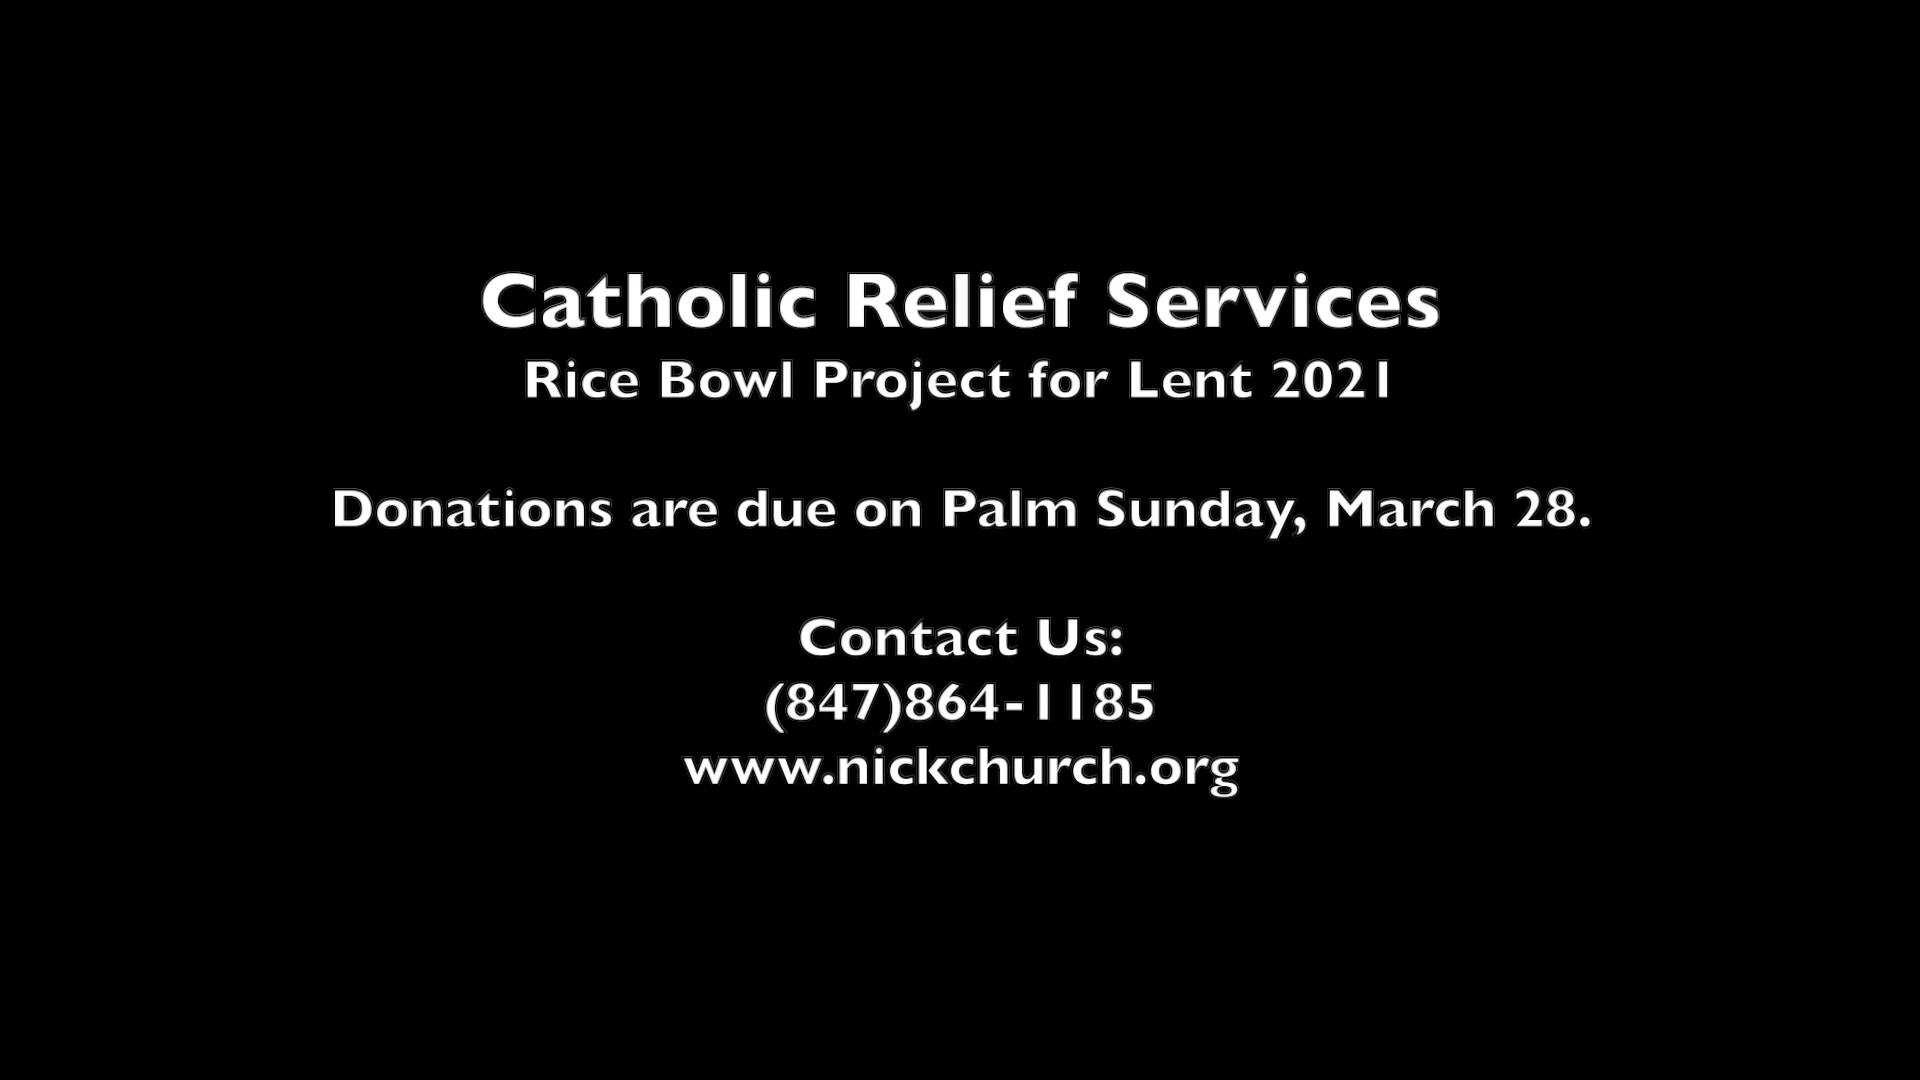 Catholic Relief Services
Rice Bowl Project for Lent 2021
Donations are due on Palm Sunday, March 28.
Contact Us:
(847)864-1185
www.nickchurch.org